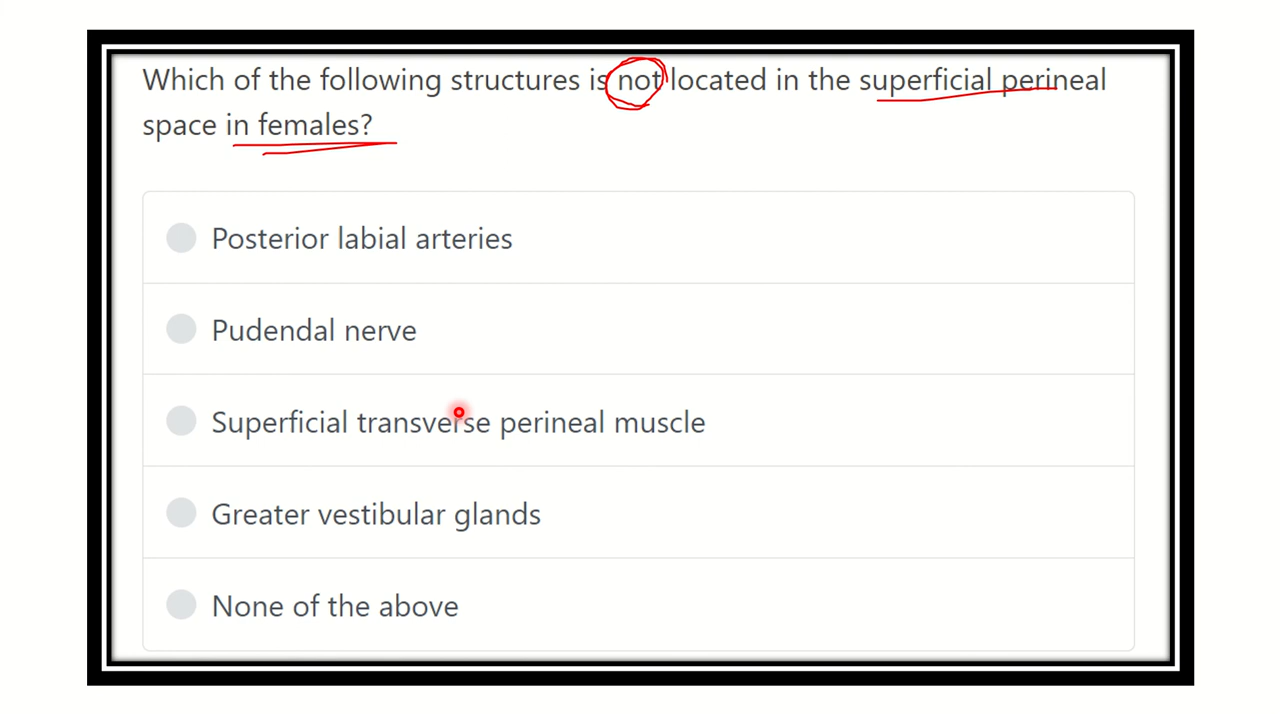 Which of the following structures is not located in the superficial perineal
space in females?
Posterior labial arteries
Pudendal nerve
Superficial transverse perineal muscle
Greater vestibular glands
None of the above